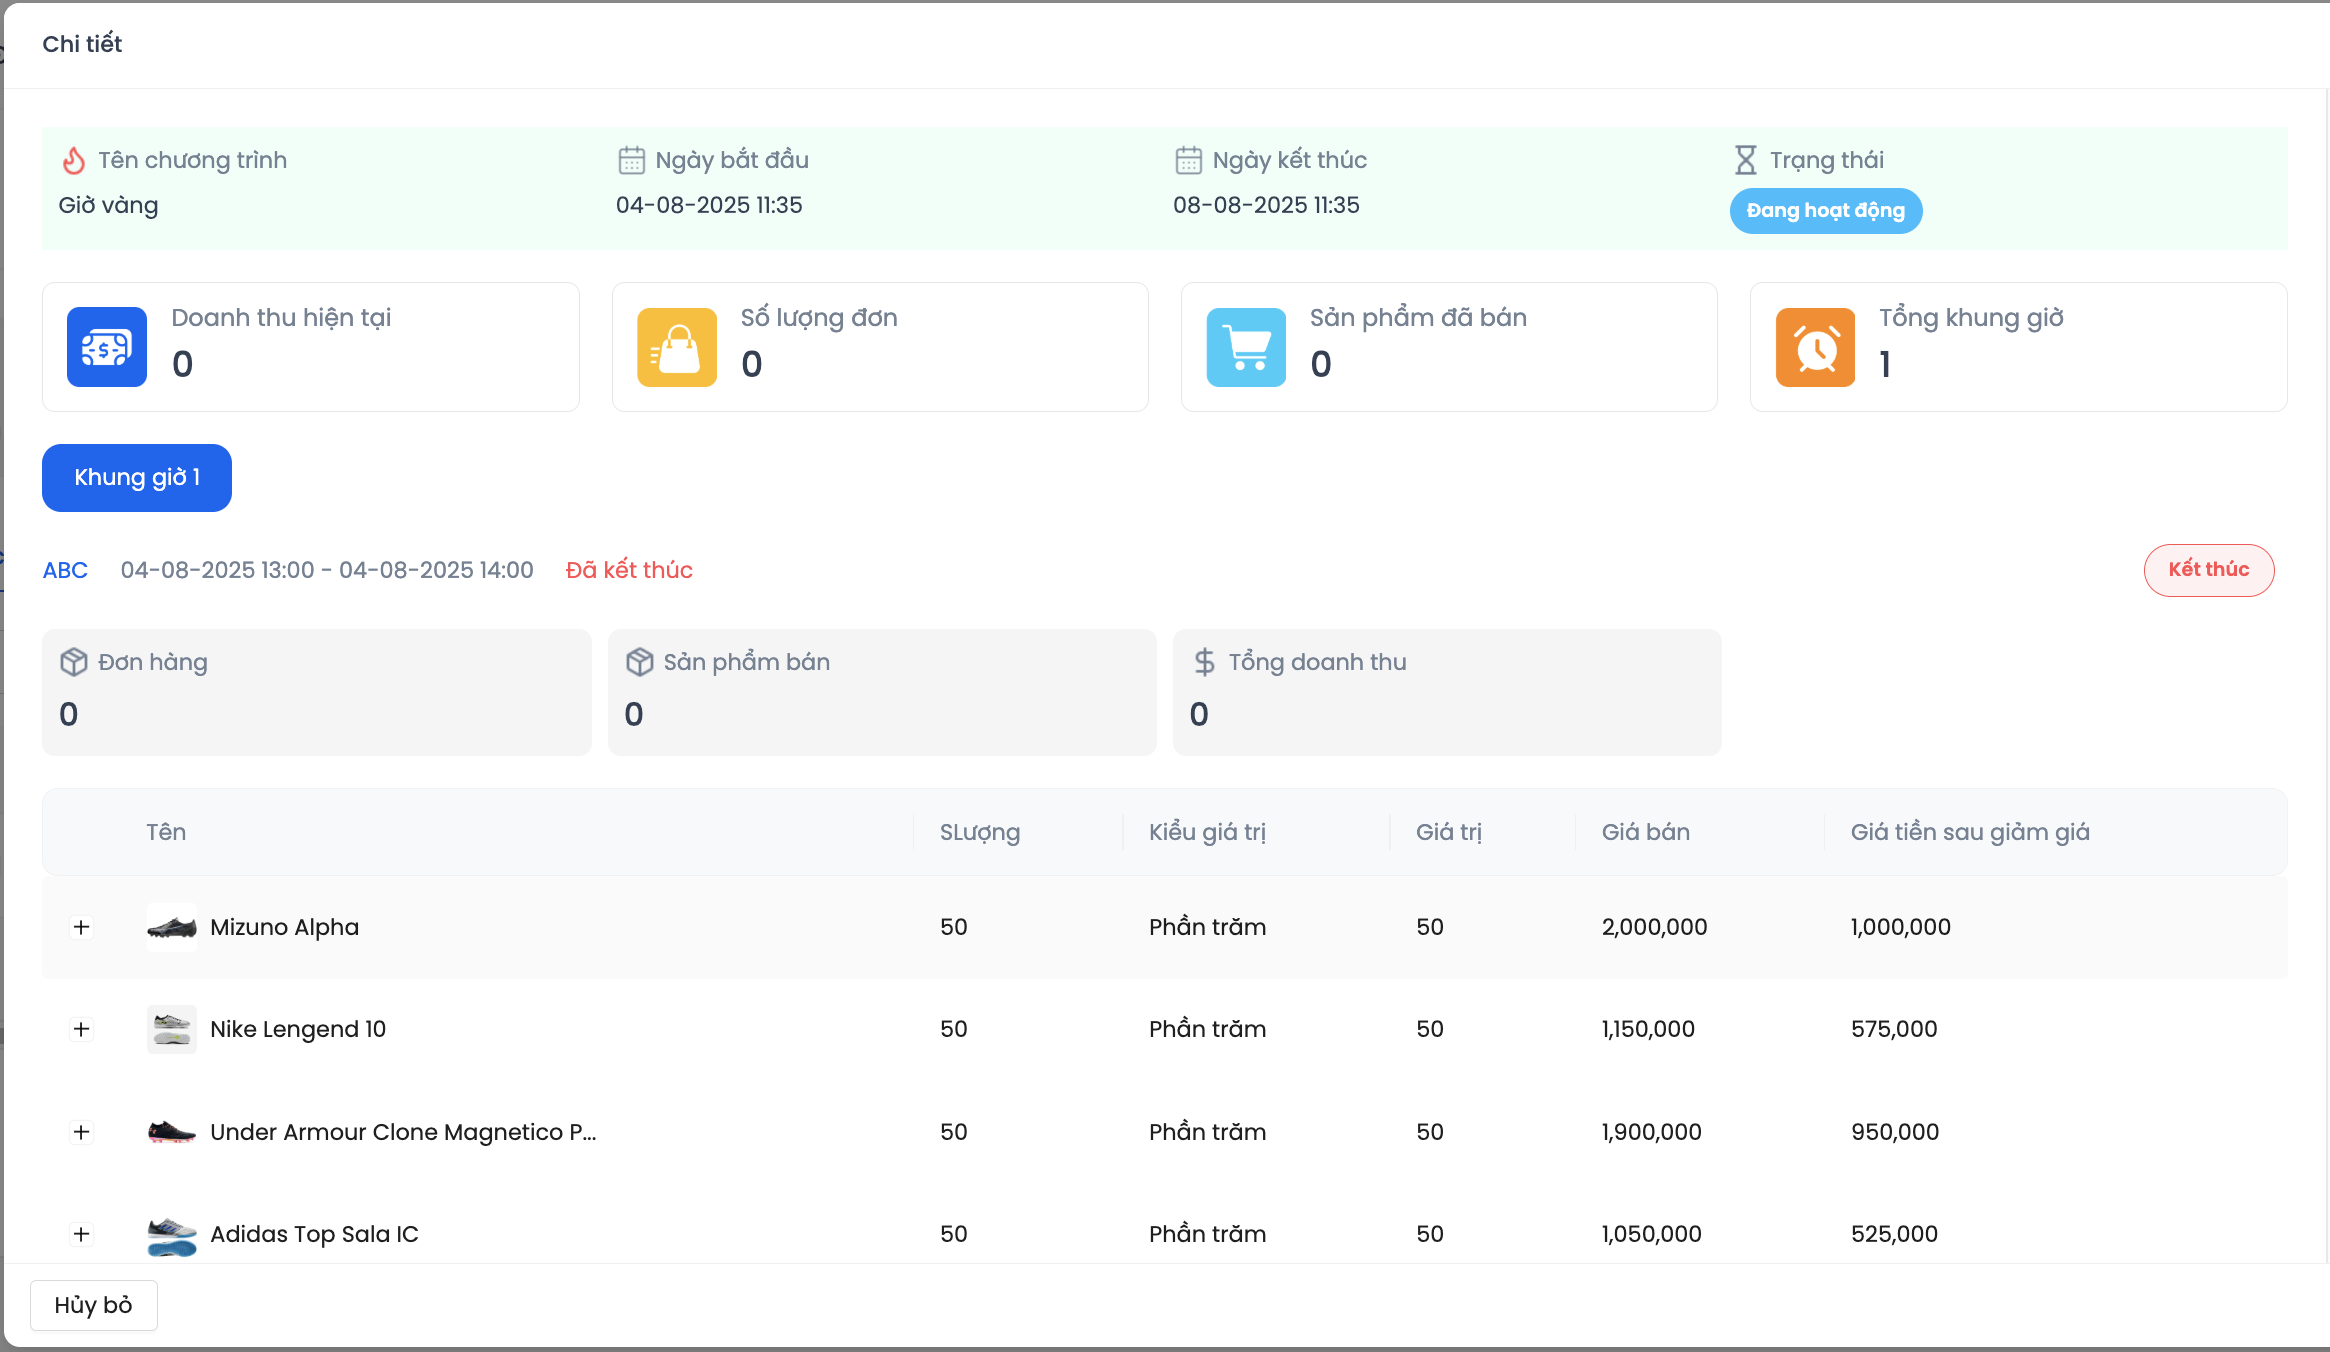 Chi tiết
Tên chương trình
Giờ vàng
Ngày bắt đầu
04-08-2025 11:35
Ngày kết thúc
08-08-2025 11:35
Trạng thái
Đang hoạt động
Doanh thu hiện tại
0
Số lượng đơn
0
Sản phẩm đã bán
0
Tổng khung giờ
1
Khung giờ 1
ABC 04-08-2025 13:00 - 04-08-2025 14:00 Đã kết thúc Kết thúc
Đơn hàng
0
Sản phẩm bán
0
Tổng doanh thu
0
Tên SLượng Kiểu giá trị Giá trị Giá bán Giá tiền sau giảm giá
Mizuno Alpha 50 Phần trăm 50 2,000,000 1,000,000
Nike Lengend 10 50 Phần trăm 50 1,150,000 575,000
Under Armour Clone Magnetico P... 50 Phần trăm 50 1,900,000 950,000
Adidas Top Sala IC 50 Phần trăm 50 1,050,000 525,000
Hủy bỏ